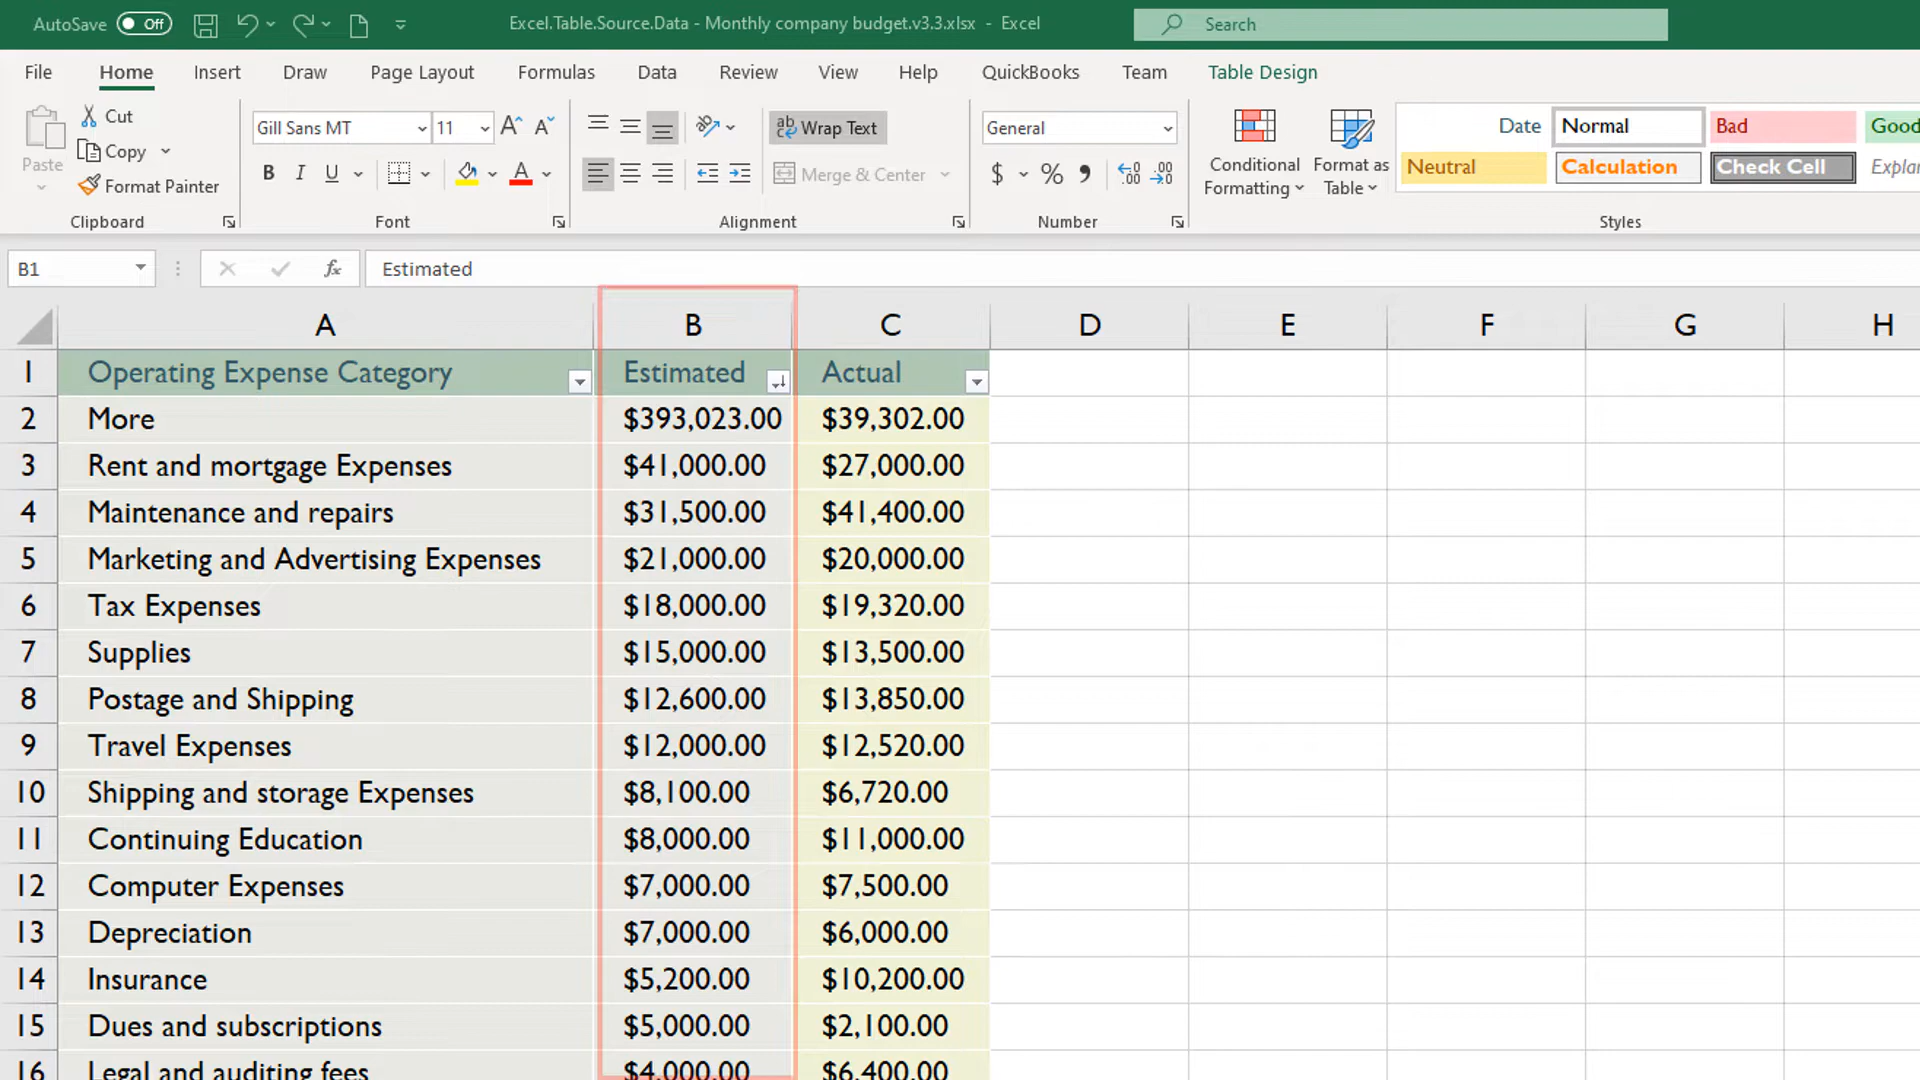 AutoSave Off Excel.Table.Source.Data - Monthly company budget.v3.3.xlsx - Excel Search
File Home Insert Draw Page Layout Formulas Data Review View Help QuickBooks Team Table Design
Paste
Cut
Copy
Format Painter
Clipboard
Gill Sans MT 11 A^ A
B I U A
Font
ab Wrap Text
Merge & Center
Alignment
General
$ % 9 .00 .00
Number
Conditional Formatting
Format as Table
Date Normal Bad Good
Neutral Calculation Check Cell Explan
Styles
B1 fx Estimated
A B C D E F G H
1 Operating Expense Category Estimated Actual
2 More $393,023.00 $39,302.00
3 Rent and mortgage Expenses $41,000.00 $27,000.00
4 Maintenance and repairs $31,500.00 $41,400.00
5 Marketing and Advertising Expenses $21,000.00 $20,000.00
6 Tax Expenses $18,000.00 $19,320.00
7 Supplies $15,000.00 $13,500.00
8 Postage and Shipping $12,600.00 $13,850.00
9 Travel Expenses $12,000.00 $12,520.00
10 Shipping and storage Expenses $8,100.00 $6,720.00
11 Continuing Education $8,000.00 $11,000.00
12 Computer Expenses $7,000.00 $7,500.00
13 Depreciation $7,000.00 $6,000.00
14 Insurance $5,200.00 $10,200.00
15 Dues and subscriptions $5,000.00 $2,100.00
16 Legal and auditing fees $4,000.00 $6,400.00